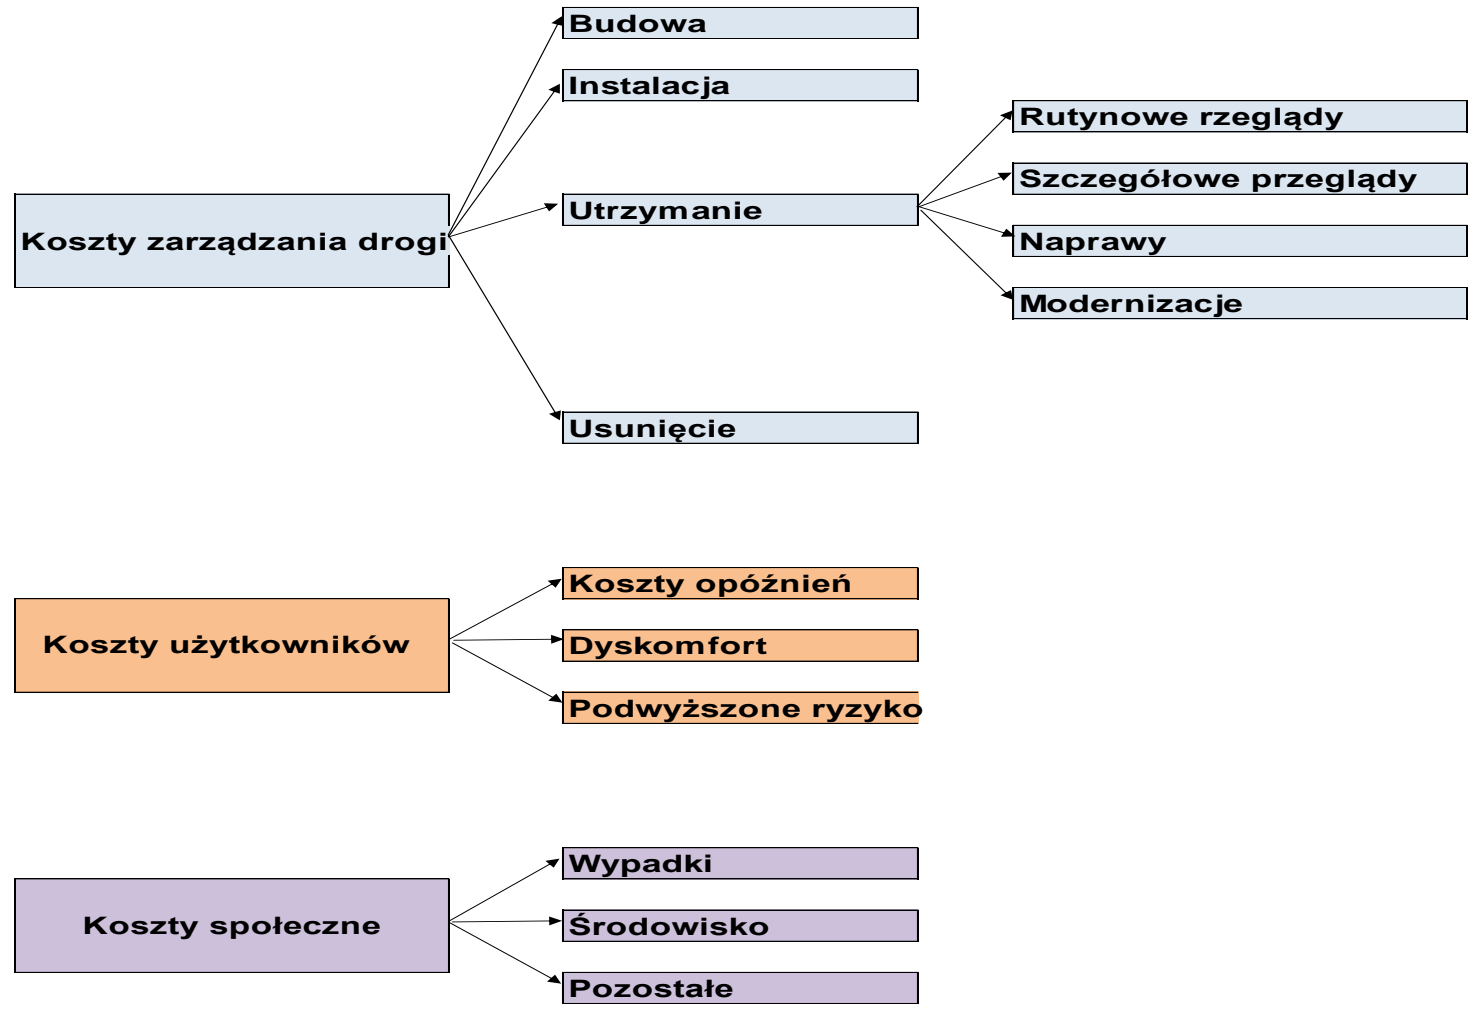 Budowa
Instalacja
Rutynowe rzeglądy
Szczegółowe przeglądy
Koszty zarządzania drogi
Utrzymanie
Naprawy
Modernizacje
Usunięcie
Koszty użytkowników
Koszty opóźnień
Dyskomfort
Podwyższone ryzyko
Koszty społeczne
Wypadki
Środowisko
Pozostałe